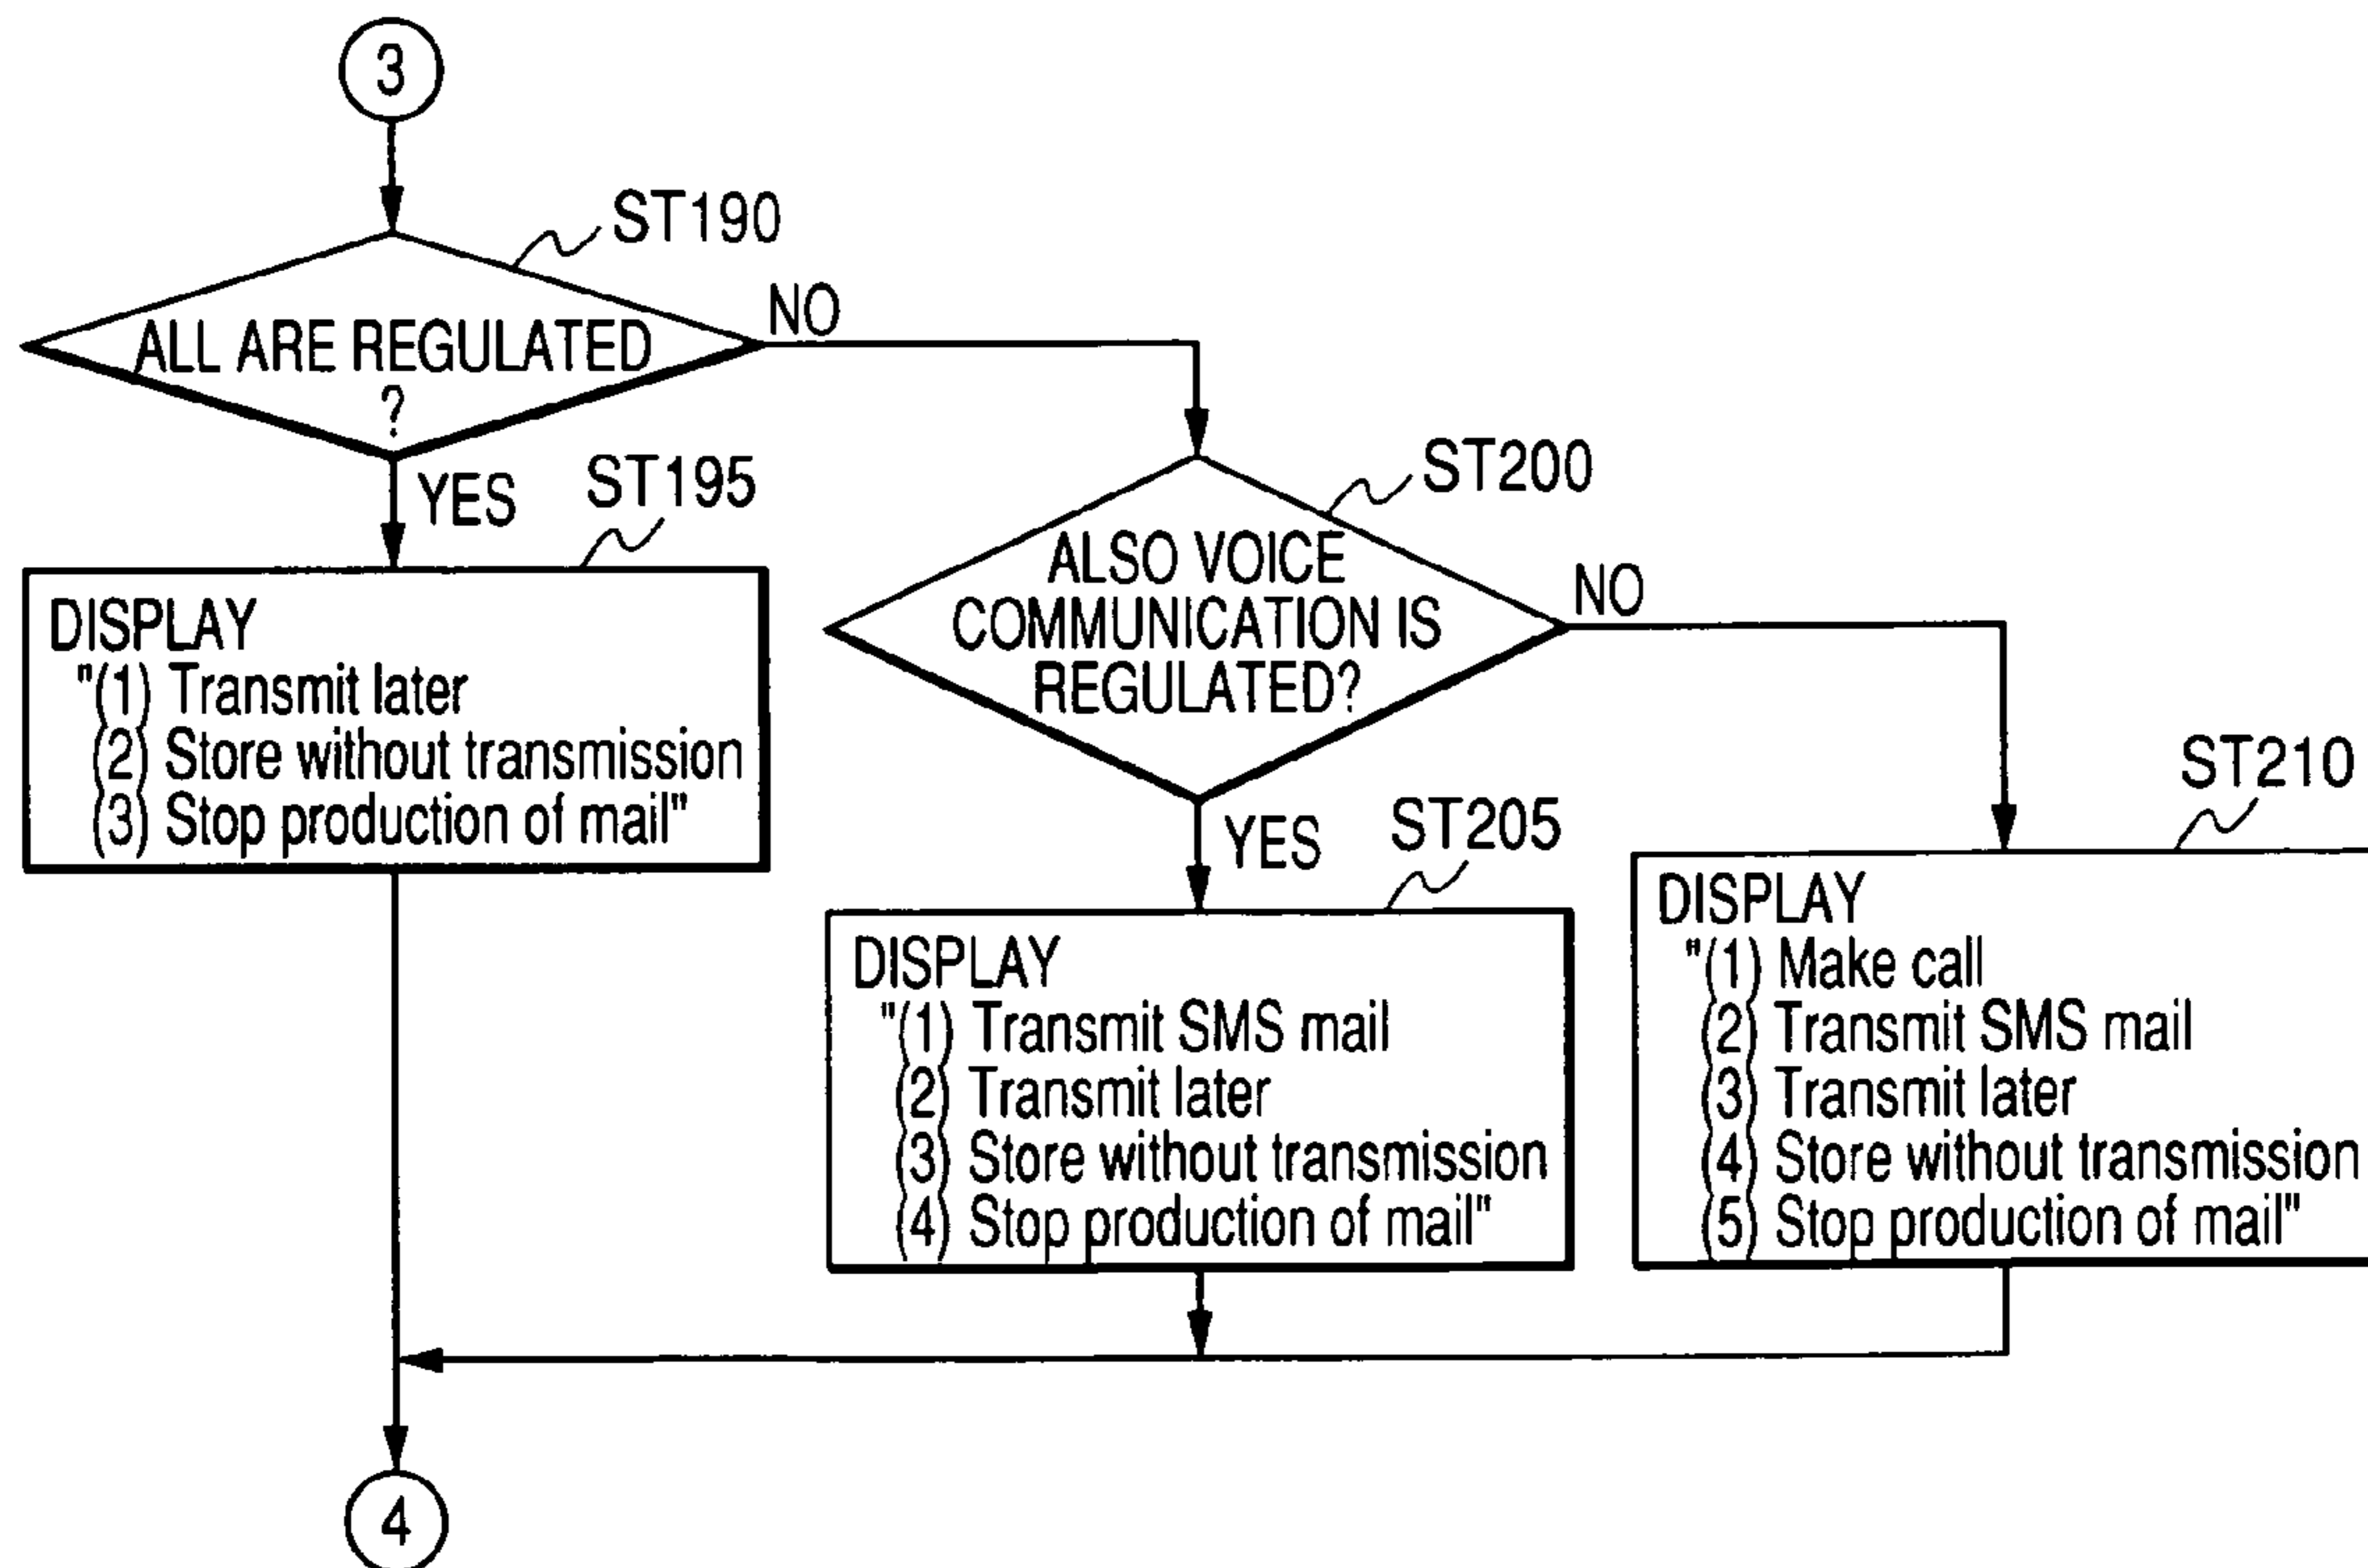 3
ST190
ALL ARE REGULATED
?
NO
YES
ST195
DISPLAY
"(1) Transmit later
(2) Store without transmission
(3) Stop production of mail"
ST200
ALSO VOICE
COMMUNICATION IS
REGULATED?
NO
YES
ST205
DISPLAY
"(1) Transmit SMS mail
(2) Transmit later
(3) Store without transmission
(4) Stop production of mail"
ST210
DISPLAY
"(1) Make call
(2) Transmit SMS mail
(3) Transmit later
(4) Store without transmission
(5) Stop production of mail"
4